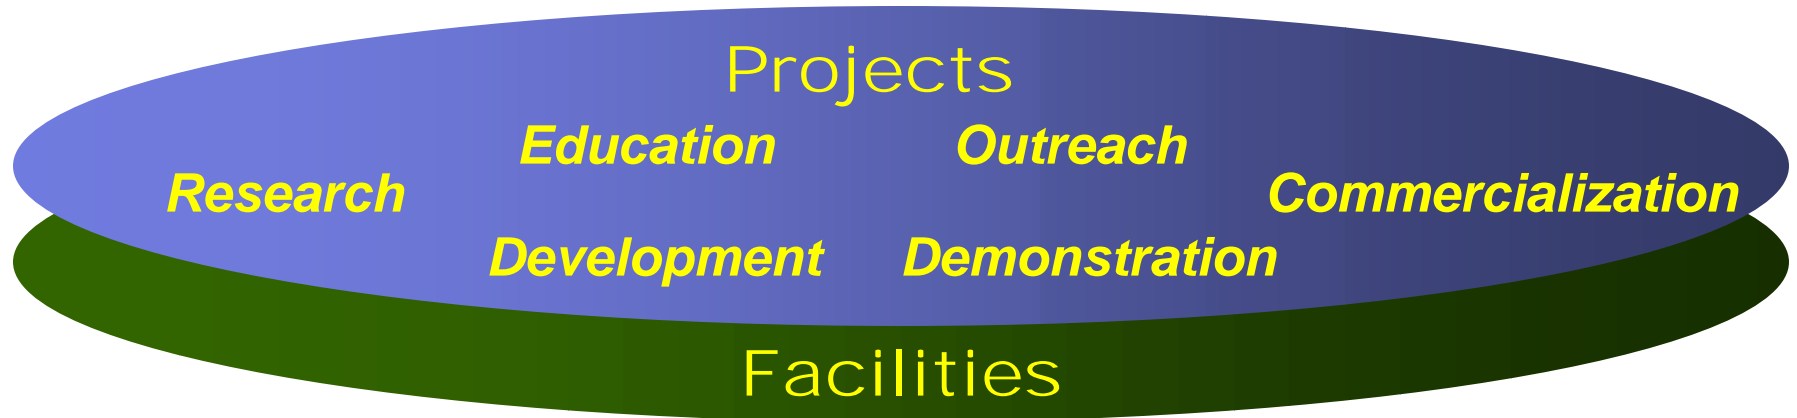 Projects
Education Outreach
Research Commercialization
Development Demonstration
Facilities